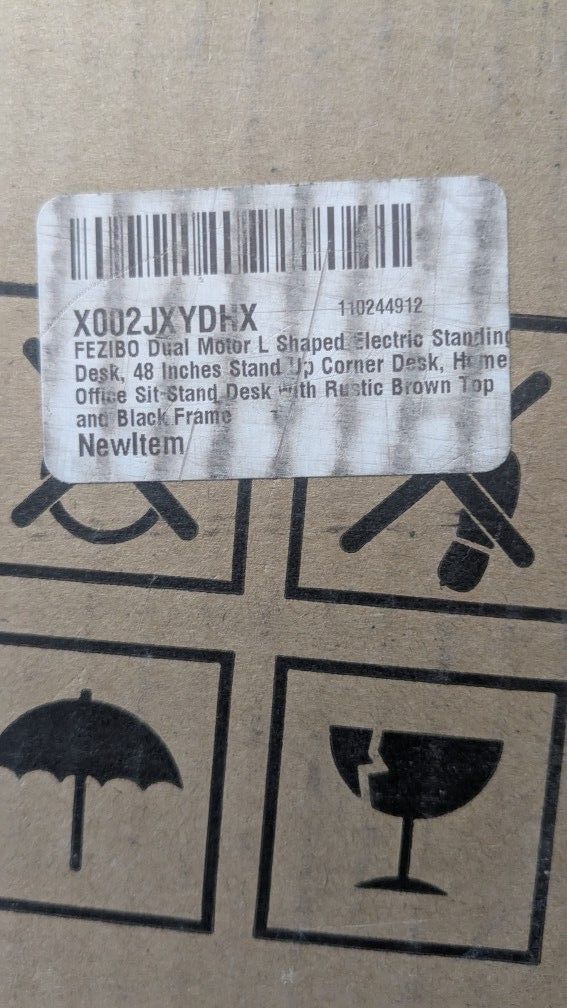 X002JXYDHX 110244912
FEZIBO Dual Motor L Shaped Electric Standing
Desk, 48 Inches Stand Up Corner Desk, Home
Office Sit-Stand Desk with Rustic Brown Top
and Black Frame
NewItem